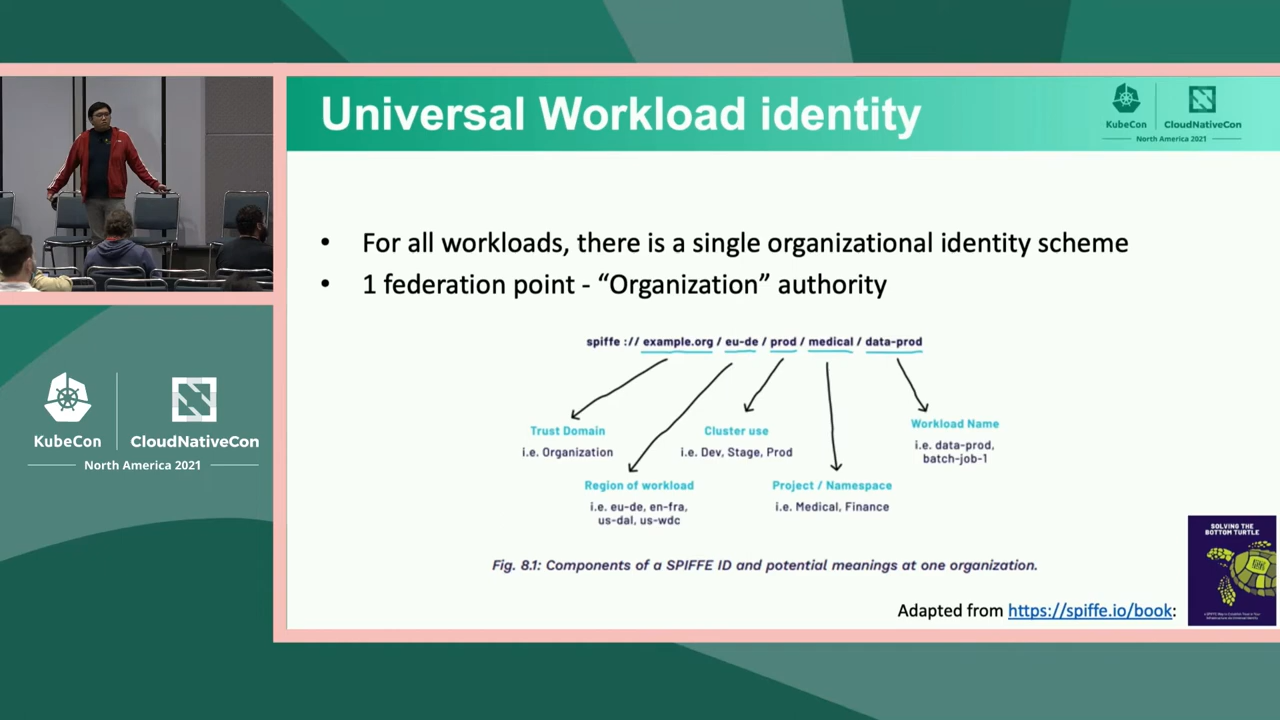 Universal Workload identity
KubeCon
CloudNativeCon
North America 2021
• For all workloads, there is a single organizational identity scheme
• 1 federation point - “Organization” authority
spiffe :// example.org / eu-de / prod / medical / data-prod
Trust Domain
i.e. Organization
Cluster use
i.e. Dev, Stage, Prod
Workload Name
i.e. data-prod,
batch-job-1
Region of workload
i.e. eu-de, en-fra,
us-dal, us-wdc
Project / Namespace
i.e. Medical, Finance
Fig. 8.1: Components of a SPIFFE ID and potential meanings at one organization.
Adapted from https://spiffe.io/book:
SOLVING THE
BOTTOM TURTLE
KubeCon
CloudNativeCon
North America 2021